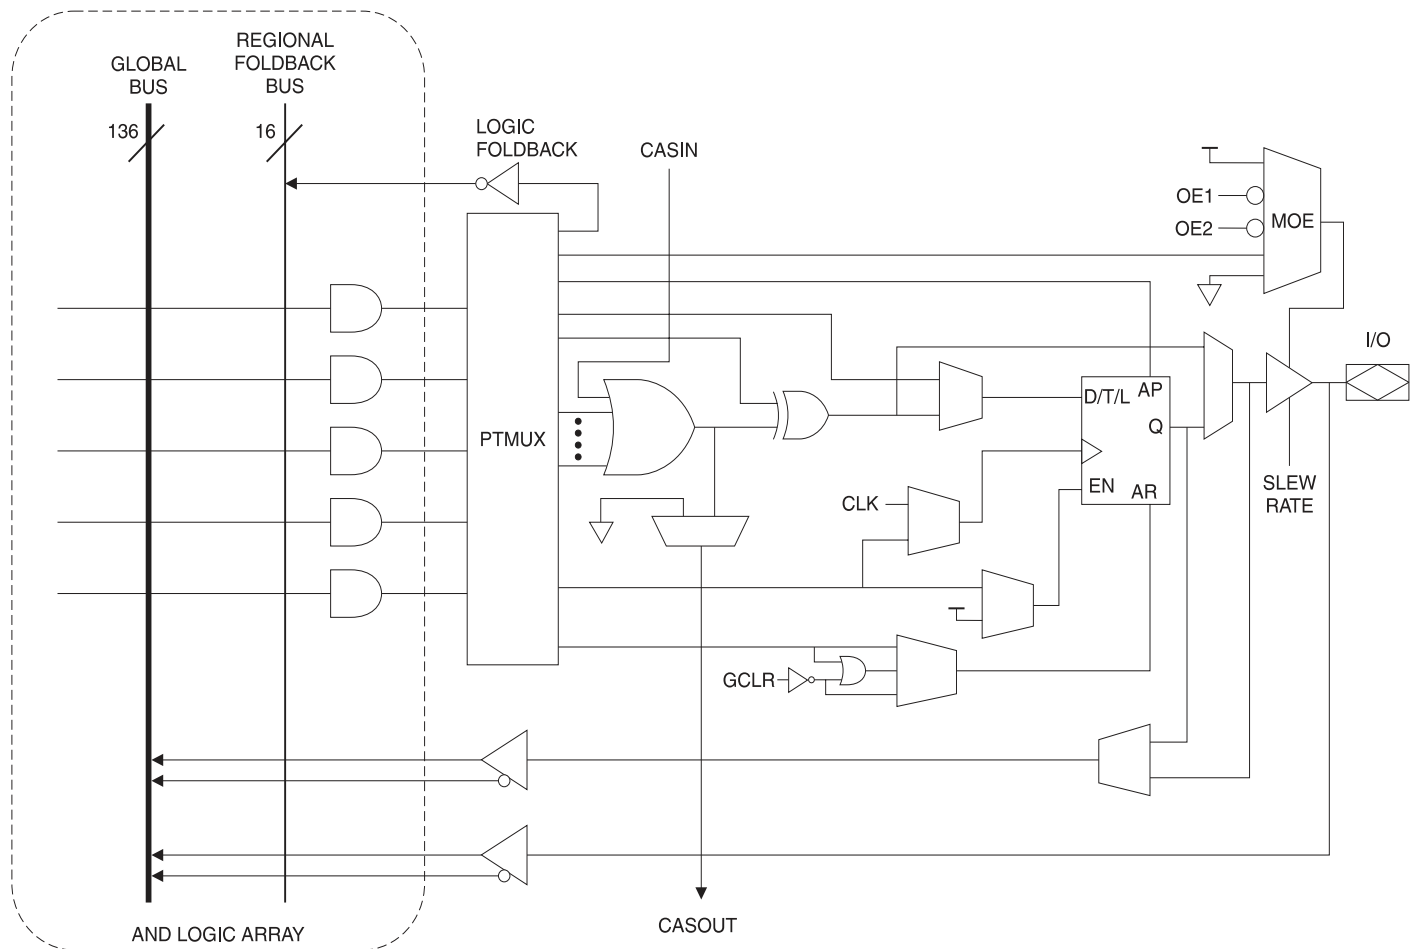 GLOBAL
BUS
REGIONAL
FOLDBACK
BUS
136
16
LOGIC
FOLDBACK
CASIN
OE1
OE2
MOE
I/O
PTMUX
D/T/L
AP
Q
EN
AR
CLK
SLEW
RATE
GCLR
CASOUT
AND LOGIC ARRAY